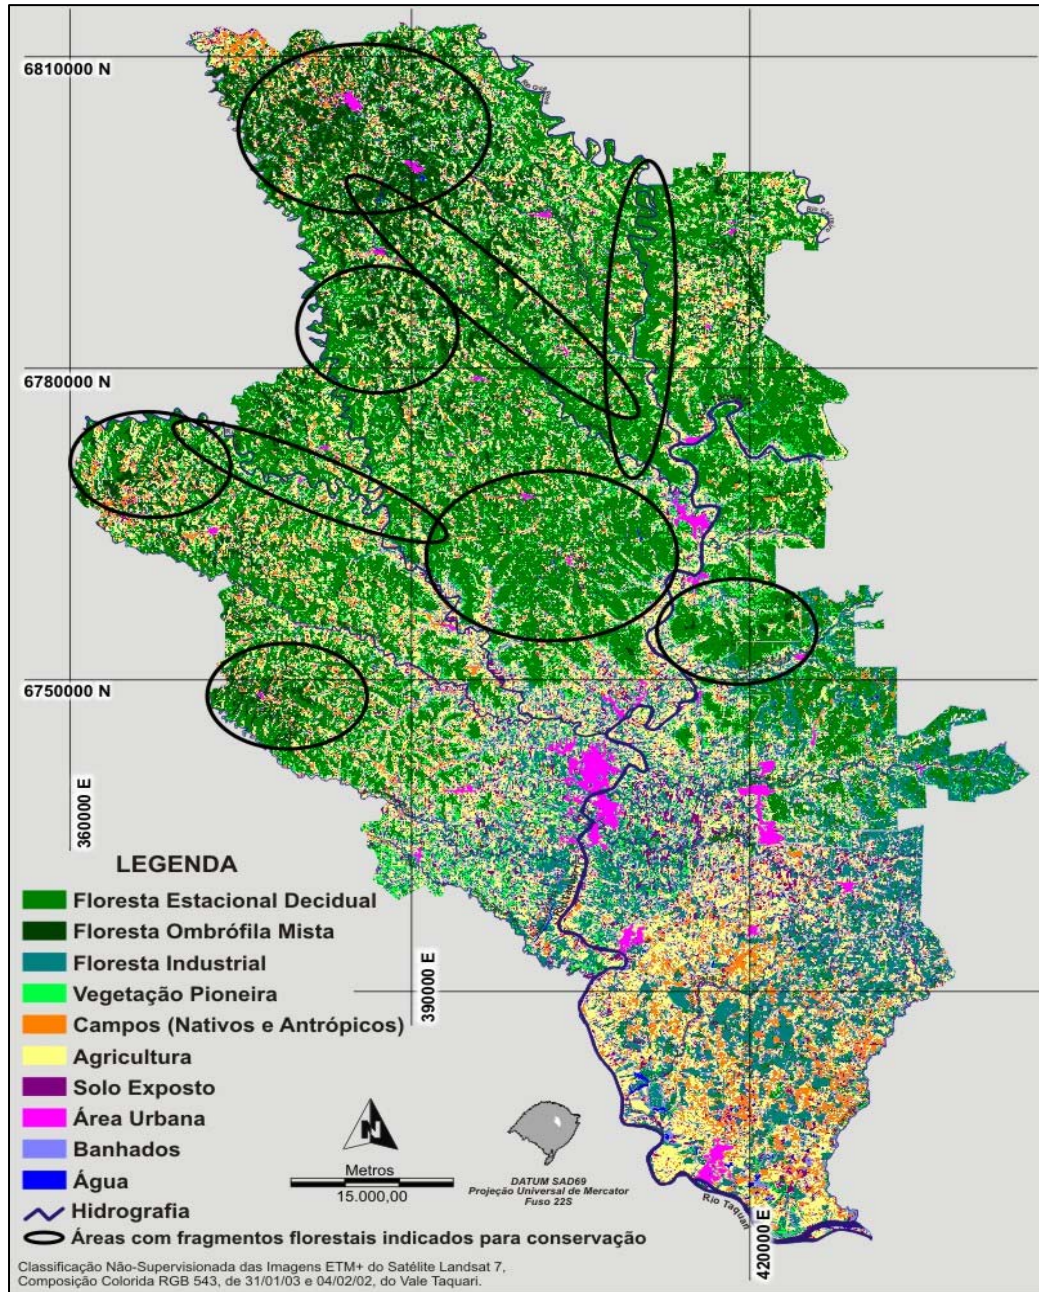 6810000 N
6780000 N
6750000 N
360000 E
390000 E
420000 E
LEGENDA
Floresta Estacional Decidual
Floresta Ombrófila Mista
Floresta Industrial
Vegetação Pioneira
Campos (Nativos e Antrópicos)
Agricultura
Solo Exposto
Área Urbana
Banhados
Água
Hidrografia
Áreas com fragmentos florestais indicados para conservação
N
Metros
15.000,00
DATUM SAD69
Projeção Universal de Mercator
Fuso 22S
Rio Taquari
Classificação Não-Supervisionada das Imagens ETM+ do Satélite Landsat 7,
Composição Colorida RGB 543, de 31/01/03 e 04/02/02, do Vale Taquari.